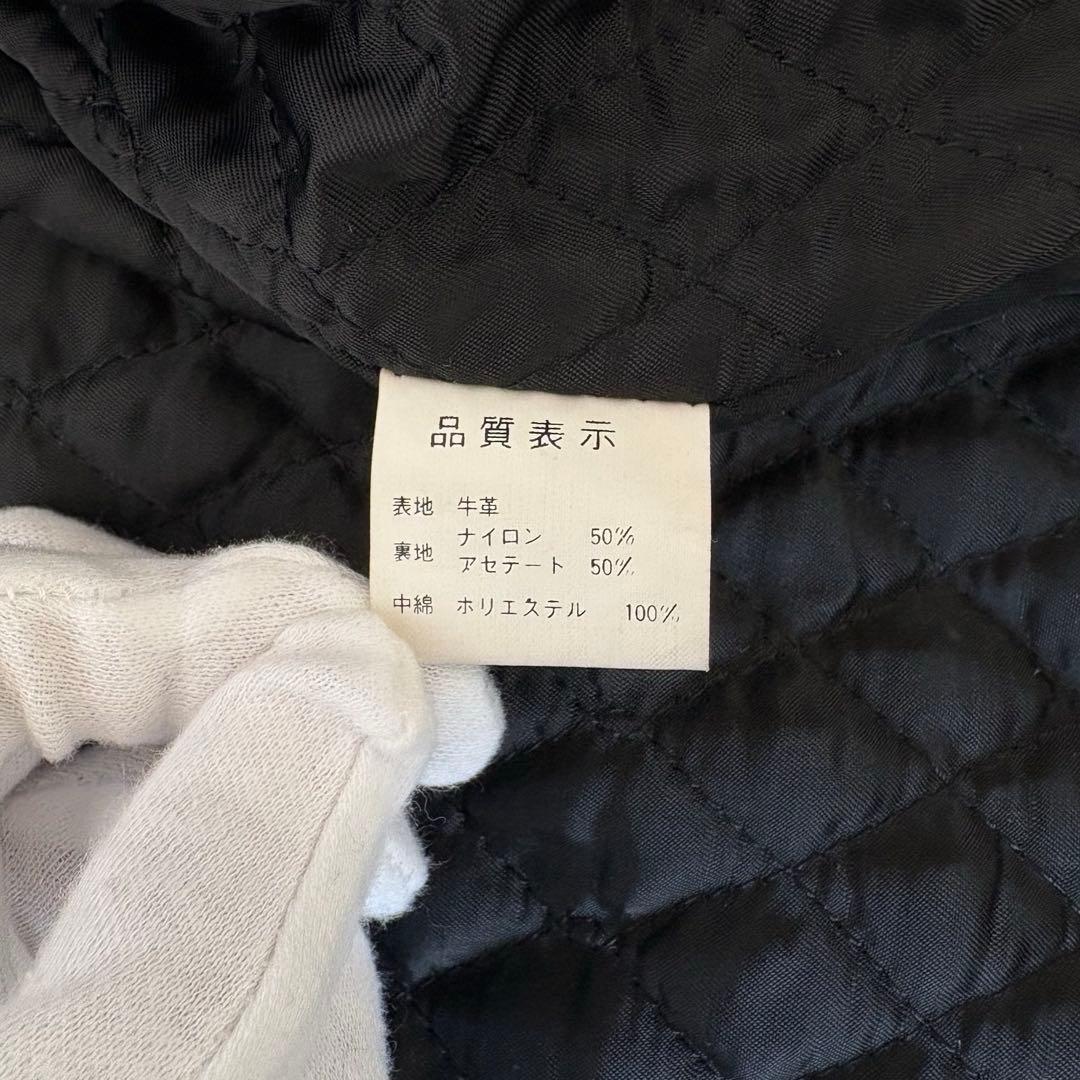 品質表示
表地 牛革
裏地 ナイロン 50%
アセテート 50%
中綿 ホリエステル 100%